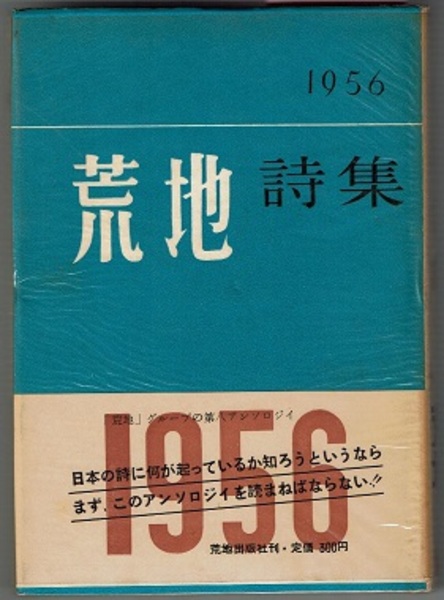 1956
荒地 詩集
「荒地」グループの第六アンソロジイ
1956
日本の詩に何が起っているか知ろうというなら
まず、このアンソロジイを読まねばならない!!
荒地出版社刊・定価 300円